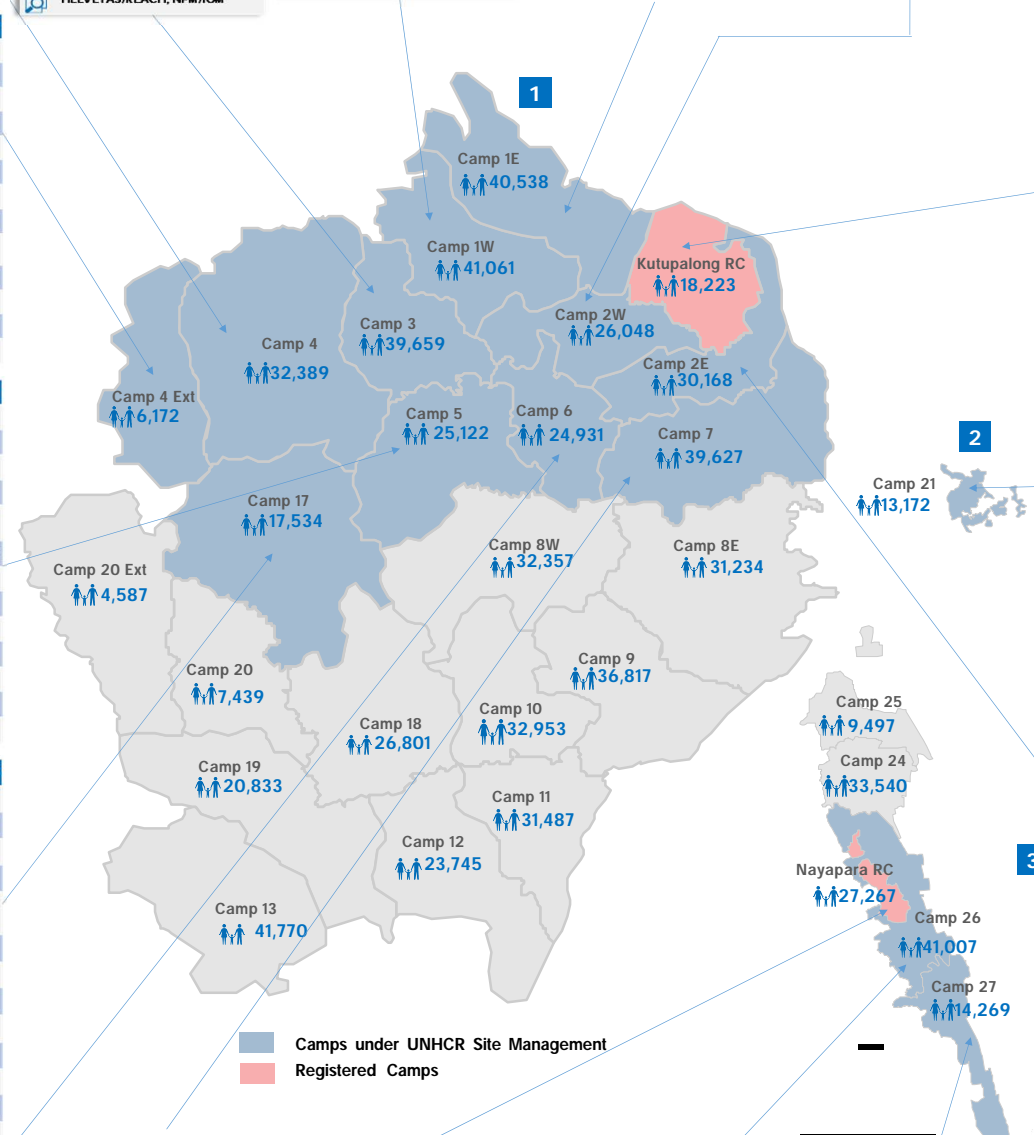 HELVETAS/REACH, NPM/IOM
1
Camp 1E
40,538
Camp 1W
41,061
Kutupalong RC
18,223
Camp 2W
26,048
Camp 3
39,659
Camp 4
32,389
Camp 2E
30,168
Camp 4 Ext
6,172
Camp 5
25,122
Camp 6
24,931
Camp 7
39,627
2
Camp 21
13,172
Camp 17
17,534
Camp 8W
32,357
Camp 8E
31,234
Camp 20 Ext
4,587
Camp 9
36,817
Camp 20
7,439
Camp 10
32,953
Camp 18
26,801
Camp 25
9,497
Camp 24
33,540
Camp 19
20,833
Camp 11
31,487
Camp 12
23,745
3
Nayapara RC
27,267
Camp 13
41,770
Camp 26
41,007
Camp 27
14,269
Camps under UNHCR Site Management
Registered Camps